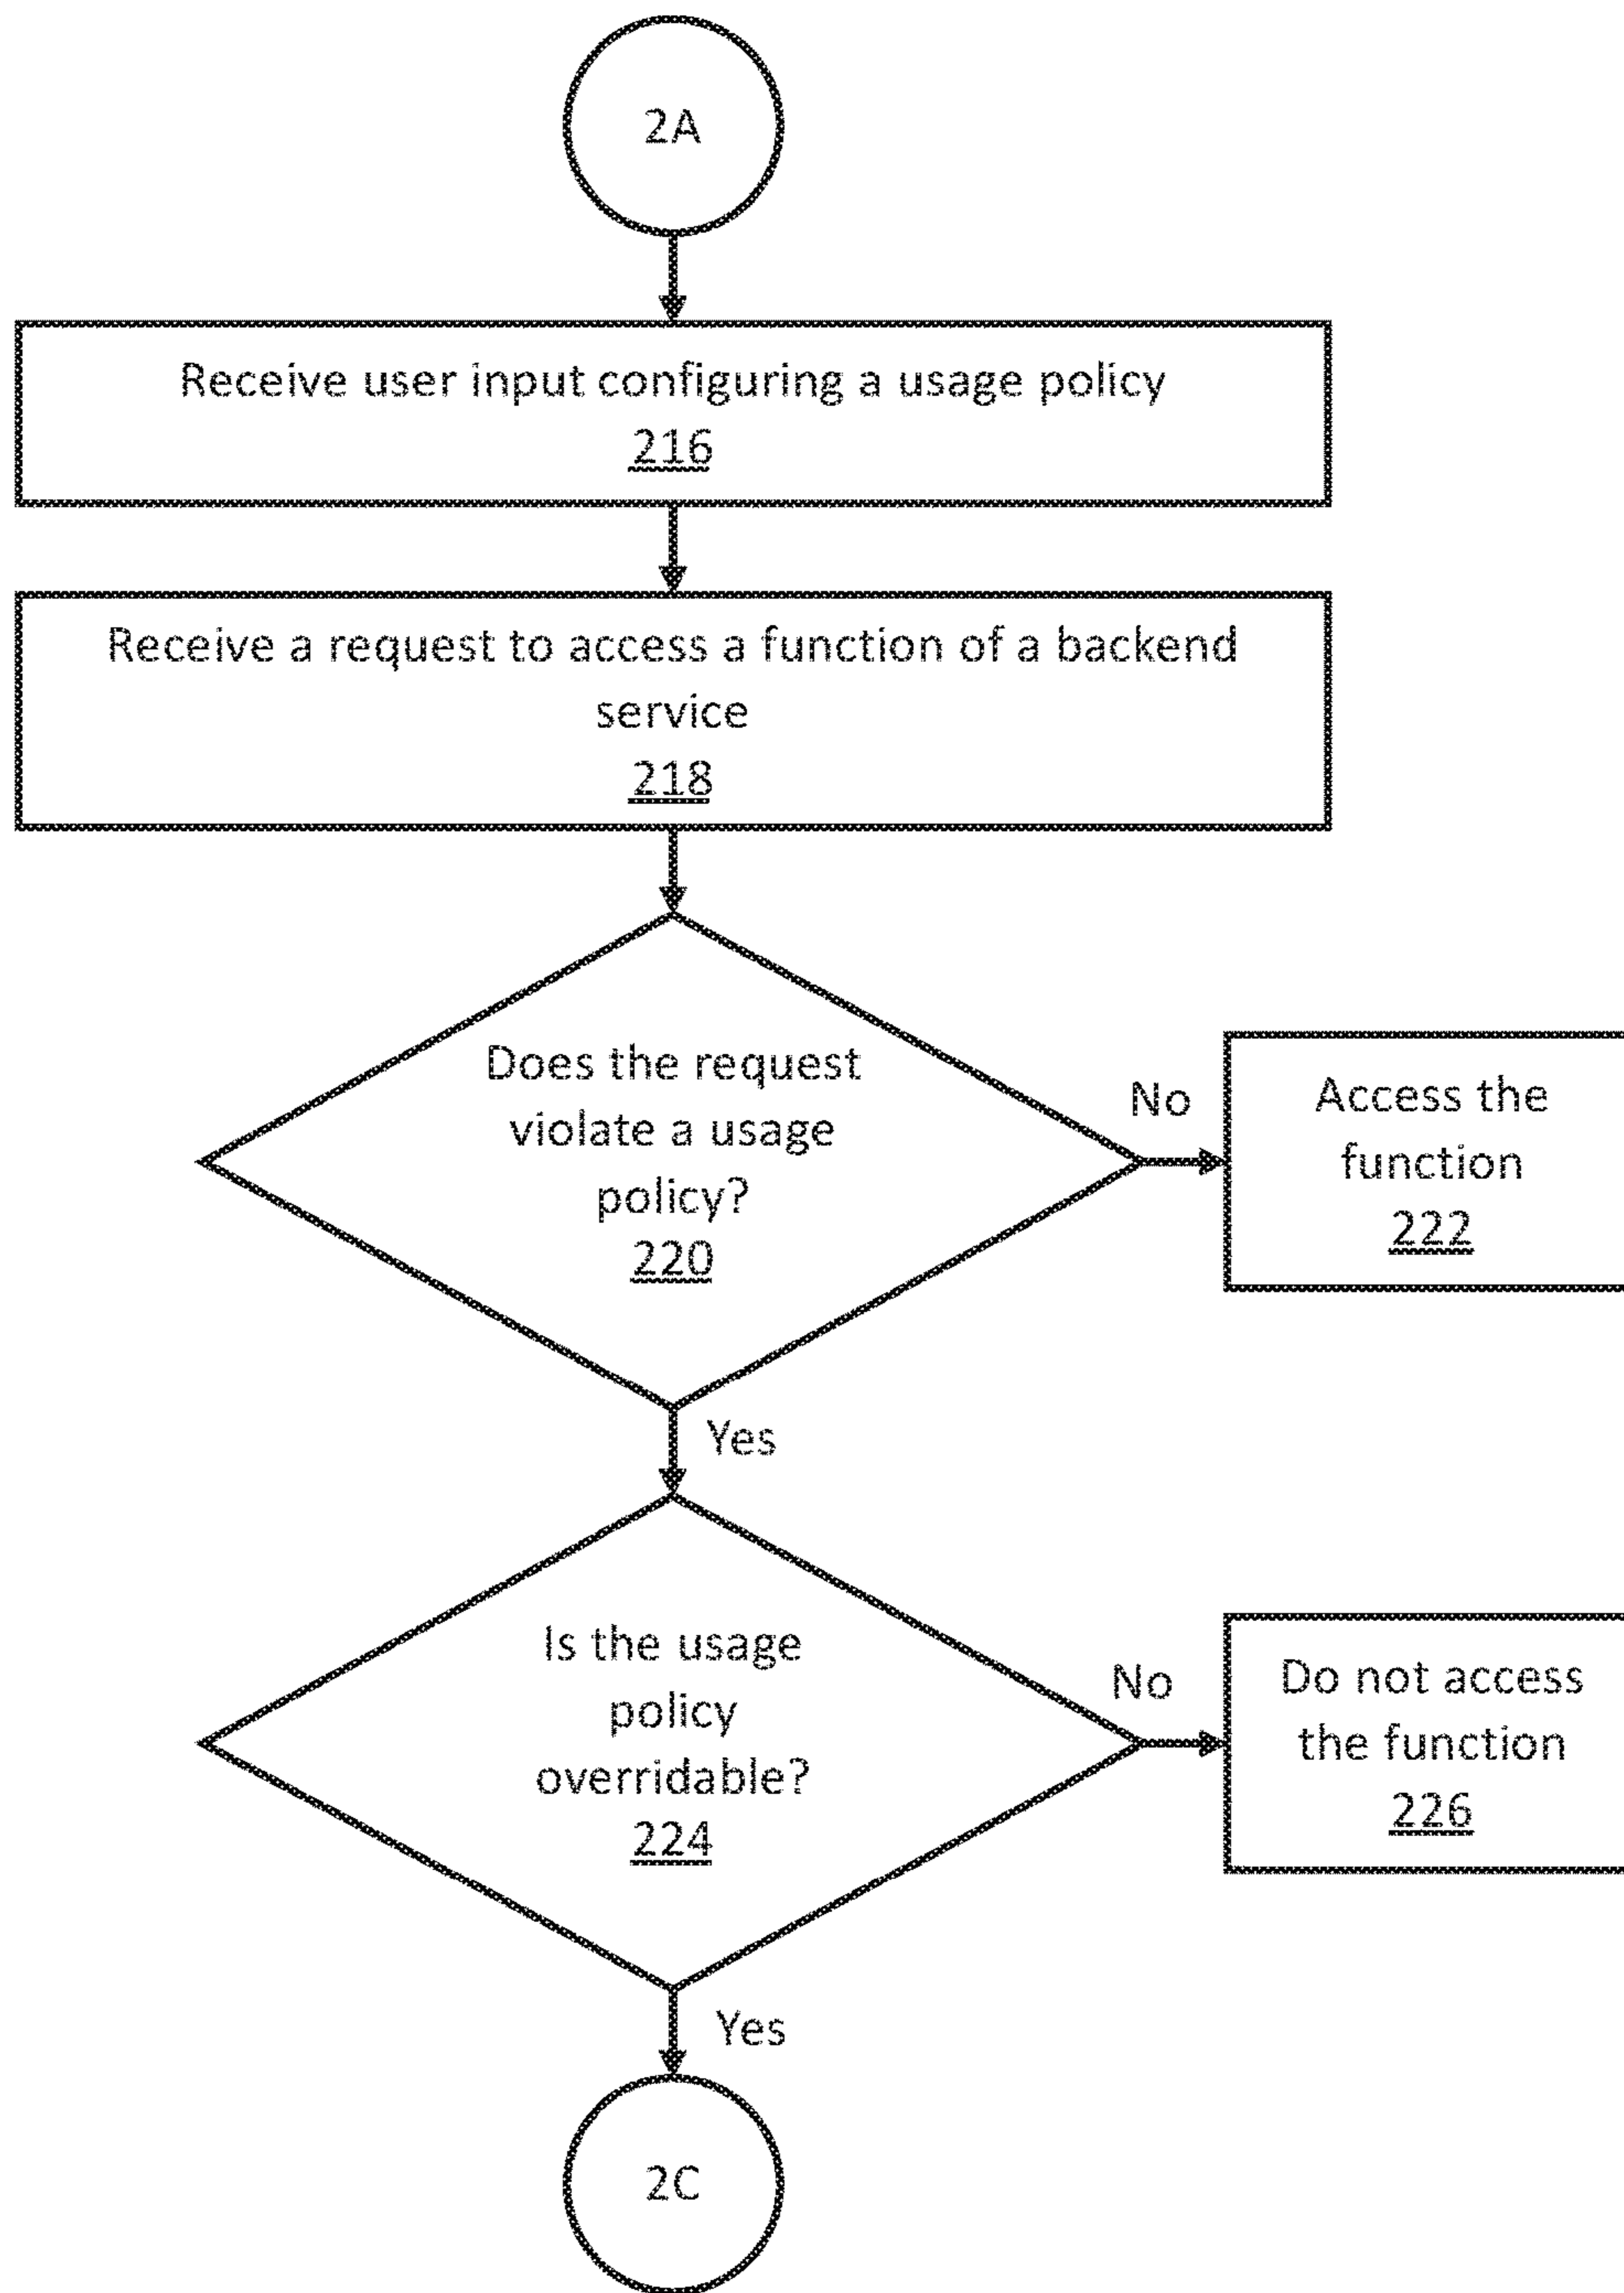 2A
Receive user input configuring a usage policy
216
Receive a request to access a function of a backend
service
218
Does the request
violate a usage
policy?
220
No
Access the
function
222
Yes
Is the usage
policy
overridable?
224
No
Do not access
the function
226
Yes
2C